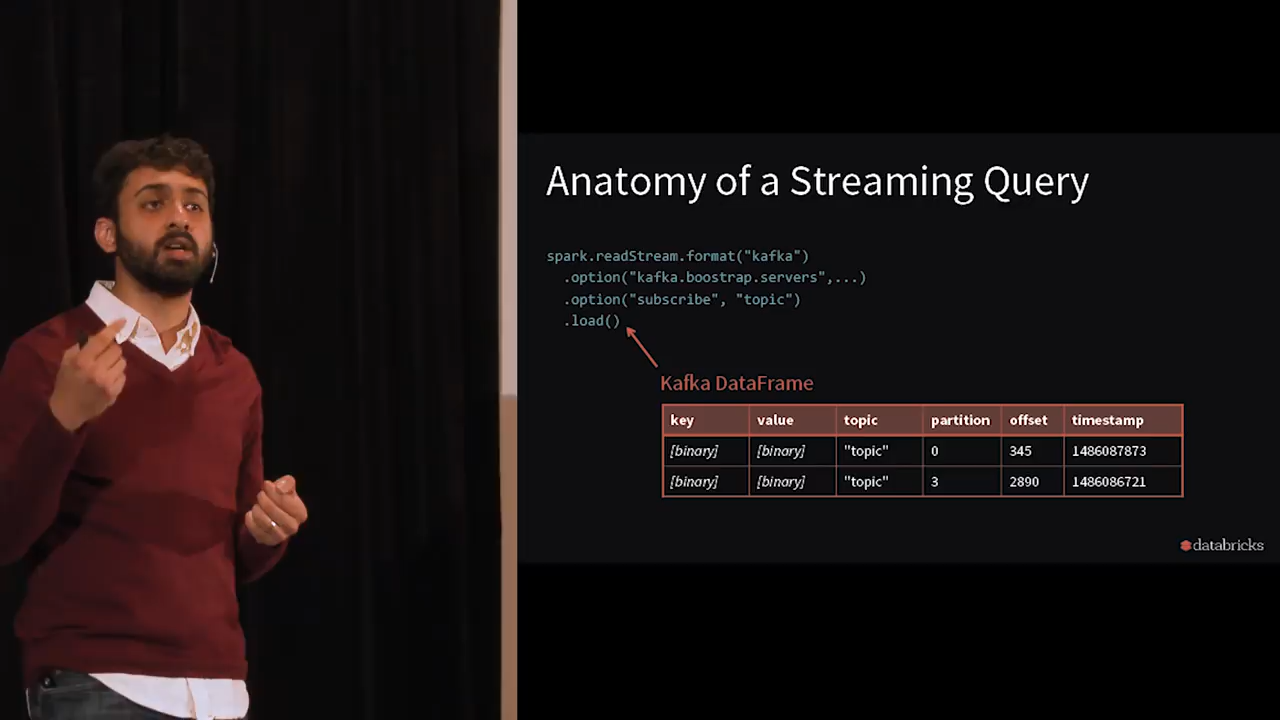 Anatomy of a Streaming Query
spark.readStream.format("kafka")
.option("kafka.boostrap.servers",...)
.option("subscribe", "topic")
.load()
Kafka DataFrame
key value topic partition offset timestamp
[binary] [binary] "topic" 0 345 1486087873
[binary] [binary] "topic" 3 2890 1486086721
databricks